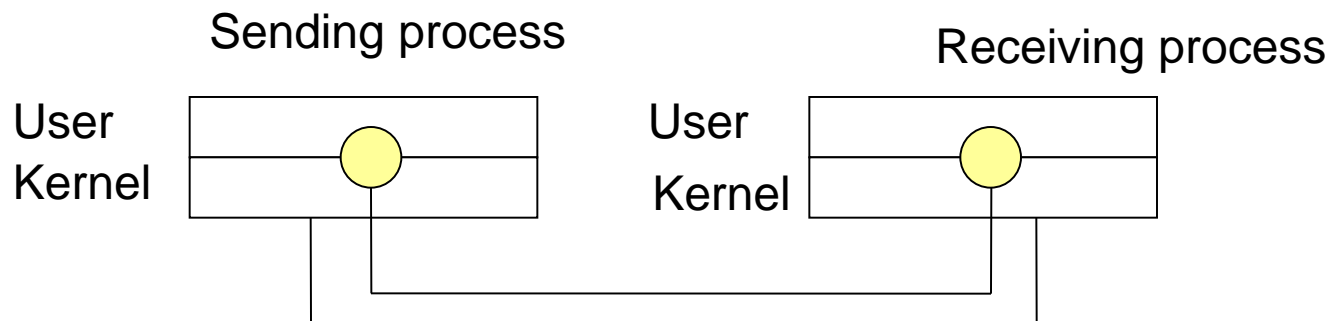 Sending process
Receiving process
User
Kernel
User
Kernel